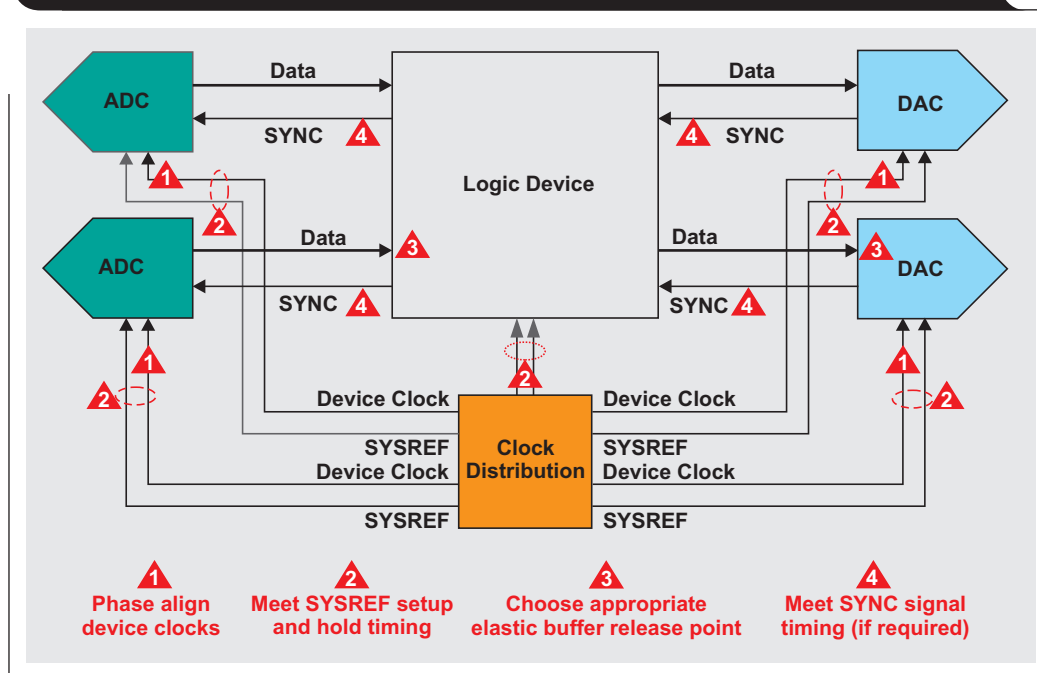 Data
Data
ADC
DAC
SYNC
4
4
SYNC
1
1
Logic Device
2
2
Data
Data
3
3
ADC
DAC
SYNC
4
SYNC
4
1
2
1
2
2
Device Clock
Device Clock
SYSREF
Clock
Distribution
SYSREF
Device Clock
Device Clock
SYSREF
SYSREF
1
Phase align
device clocks
2
Meet SYSREF setup
and hold timing
3
Choose appropriate
elastic buffer release point
4
Meet SYNC signal
timing (if required)